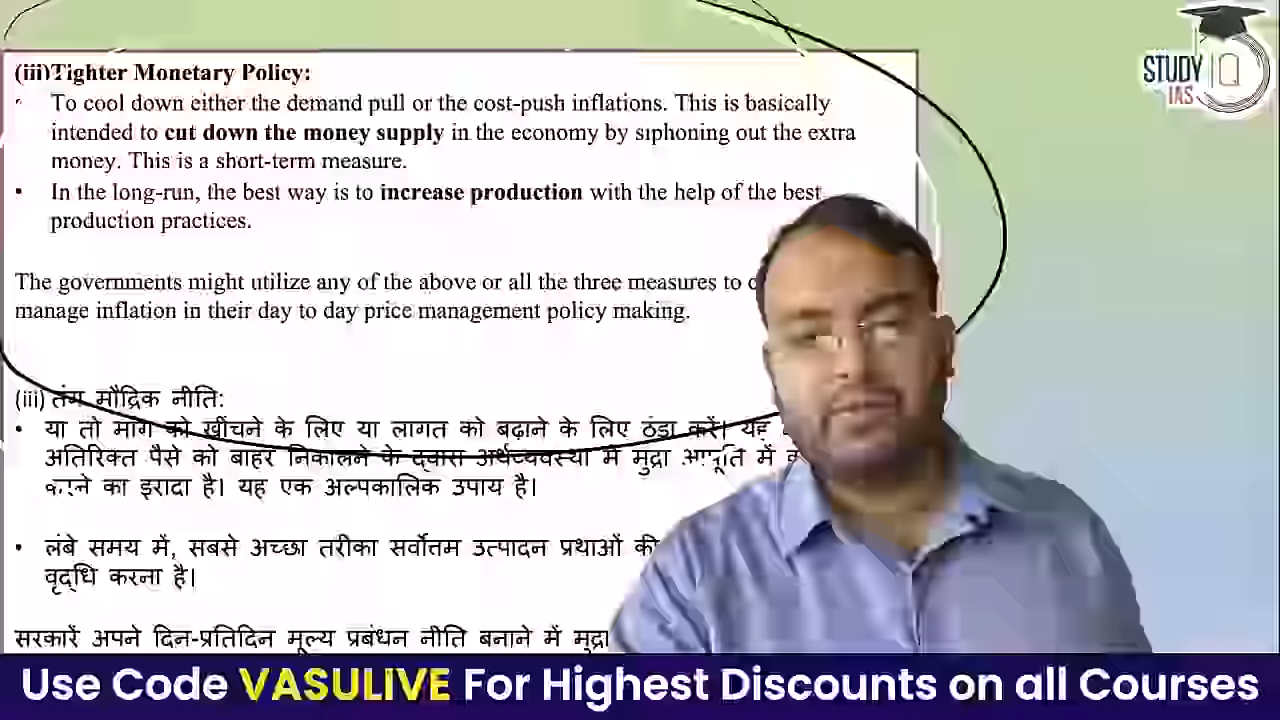 STUDY IQ
IAS
(iii)Tighter Monetary Policy:
To cool down either the demand pull or the cost-push inflations. This is basically
intended to cut down the money supply in the economy by siphoning out the extra
money. This is a short-term measure.
• In the long-run, the best way is to increase production with the help of the best
production practices.
The governments might utilize any of the above or all the three measures to
manage inflation in their day to day price management policy making.
(iii) तंग मौद्रिक नीति:
• या तो मांग को खींचने के लिए या लागत को बढ़ाने के लिए ठंडा करें। यह
अतिरिक्त पैसे को बाहर निकालने के द्वारा अर्थव्यवस्था में मुद्रा आपूर्ति में
करने का इरादा है। यह एक अल्पकालिक उपाय है।
• लंबे समय में, सबसे अच्छा तरीका सर्वोत्तम उत्पादन प्रथाओं की
वृद्धि करना है।
सरकारें अपने दिन-प्रतिदिन मूल्य प्रबंधन नीति बनाने में मुद्रा
Use Code VASULIVE For Highest Discounts on all Courses